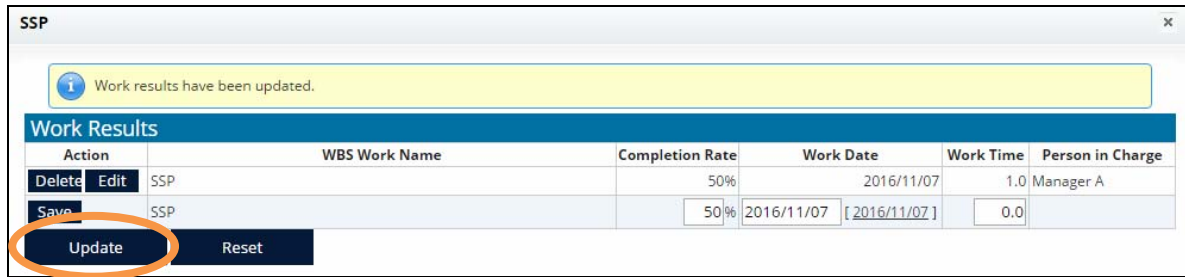 SSP ×
i Work results have been updated.
Work Results
Action WBS Work Name Completion Rate Work Date Work Time Person in Charge
Delete Edit SSP 50% 2016/11/07 1.0 Manager A
Save SSP 50 % 2016/11/07 [ 2016/11/07 ] 0.0
Update Reset